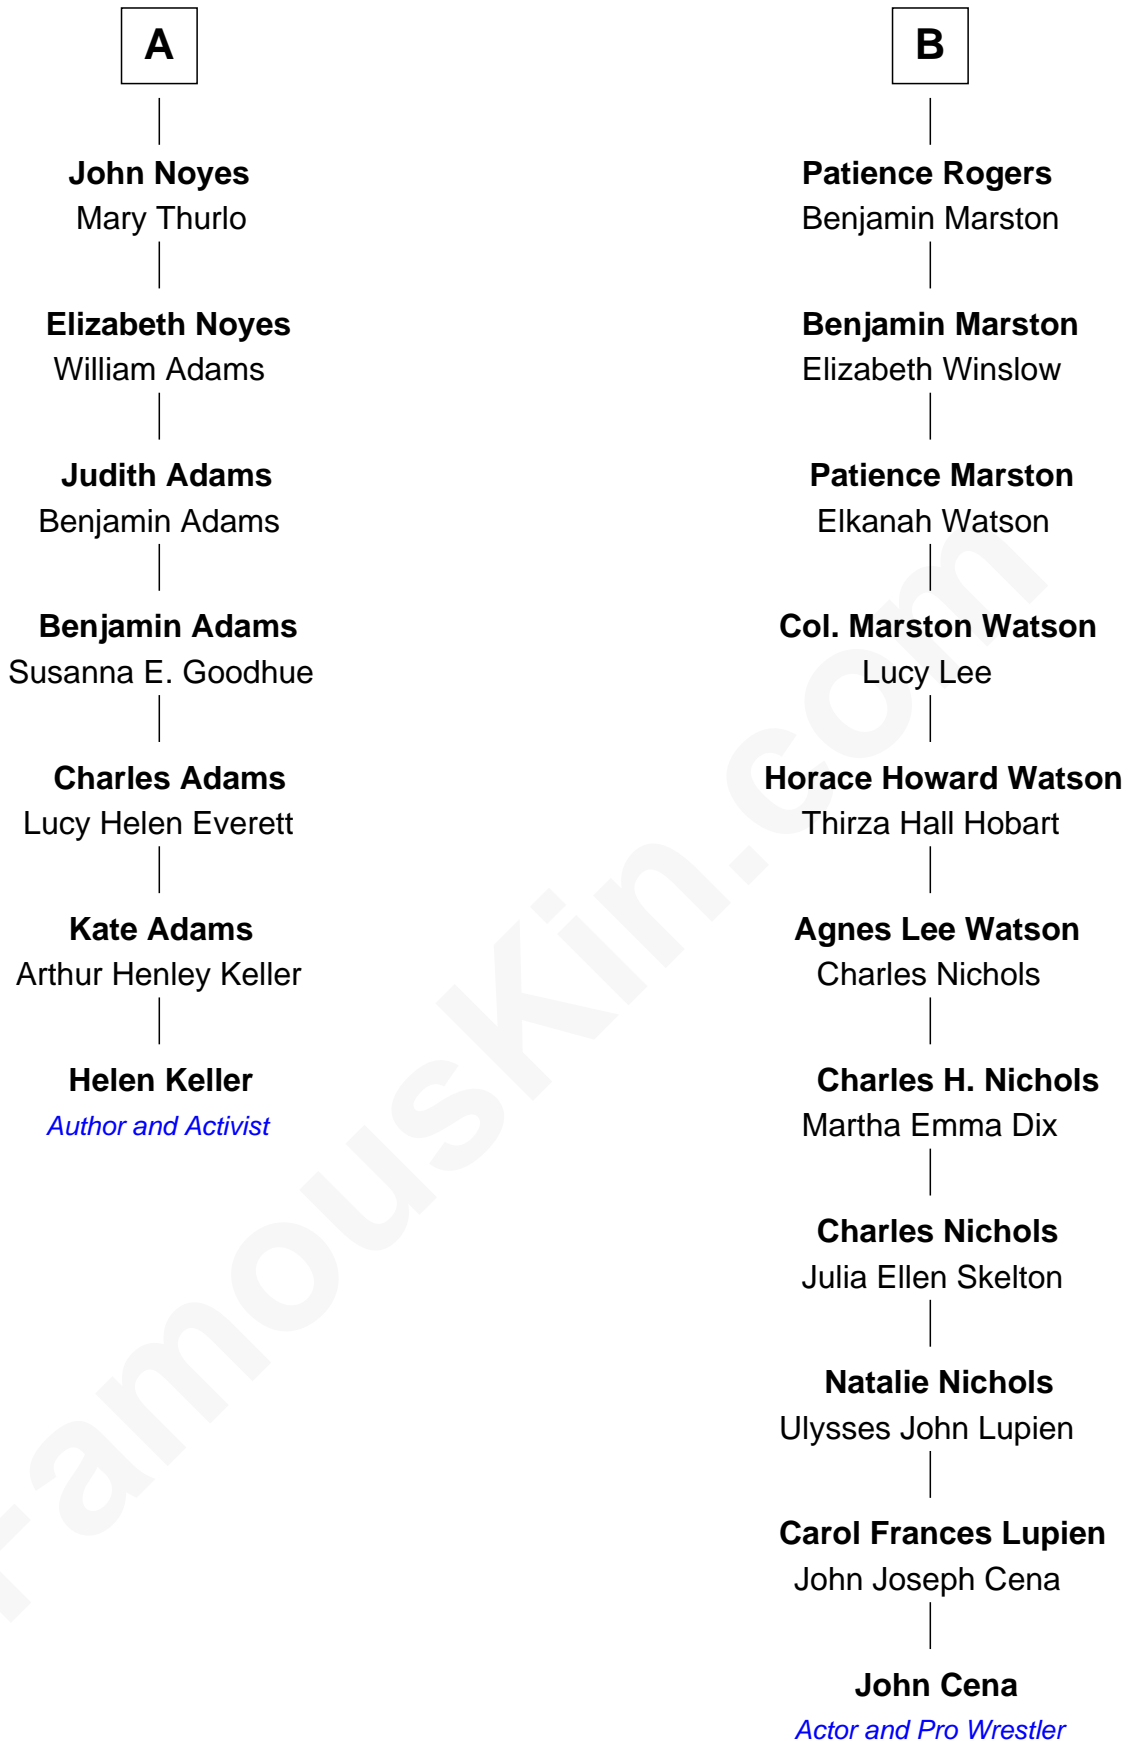 A
John Noyes
Mary Thurlo
Elizabeth Noyes
William Adams
Judith Adams
Benjamin Adams
Benjamin Adams
Susanna E. Goodhue
Charles Adams
Lucy Helen Everett
Kate Adams
Arthur Henley Keller
Helen Keller
Author and Activist
B
Patience Rogers
Benjamin Marston
Benjamin Marston
Elizabeth Winslow
Patience Marston
Elkanah Watson
Col. Marston Watson
Lucy Lee
Horace Howard Watson
Thirza Hall Hobart
Agnes Lee Watson
Charles Nichols
Charles H. Nichols
Martha Emma Dix
Charles Nichols
Julia Ellen Skelton
Natalie Nichols
Ulysses John Lupien
Carol Frances Lupien
John Joseph Cena
John Cena
Actor and Pro Wrestler
FamousKin.com